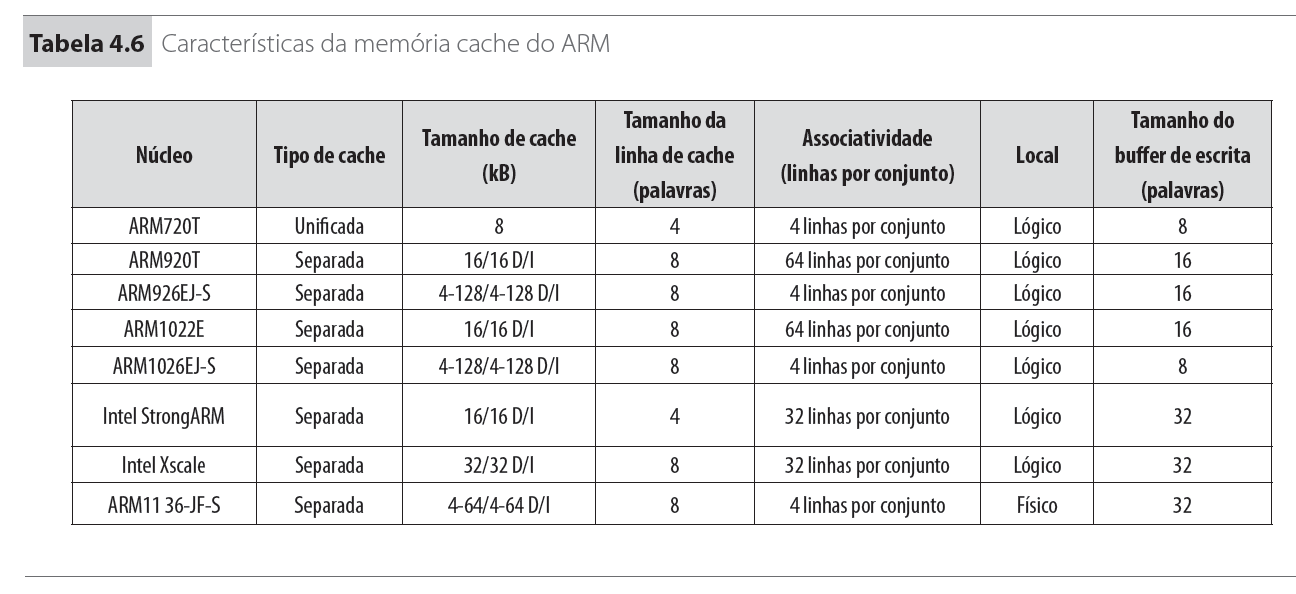 Tabela 4.6 Características da memória cache do ARM
Núcleo Tipo de cache Tamanho de cache (kB) Tamanho da linha de cache (palavras) Associatividade (linhas por conjunto) Local Tamanho do buffer de escrita (palavras)
ARM720T Unificada 8 4 4 linhas por conjunto Lógico 8
ARM920T Separada 16/16 D/I 8 64 linhas por conjunto Lógico 16
ARM926EJ-S Separada 4-128/4-128 D/I 8 4 linhas por conjunto Lógico 16
ARM1022E Separada 16/16 D/I 8 64 linhas por conjunto Lógico 16
ARM1026EJ-S Separada 4-128/4-128 D/I 8 4 linhas por conjunto Lógico 8
Intel StrongARM Separada 16/16 D/I 4 32 linhas por conjunto Lógico 32
Intel Xscale Separada 32/32 D/I 8 32 linhas por conjunto Lógico 32
ARM11 36-JF-S Separada 4-64/4-64 D/I 8 4 linhas por conjunto Físico 32